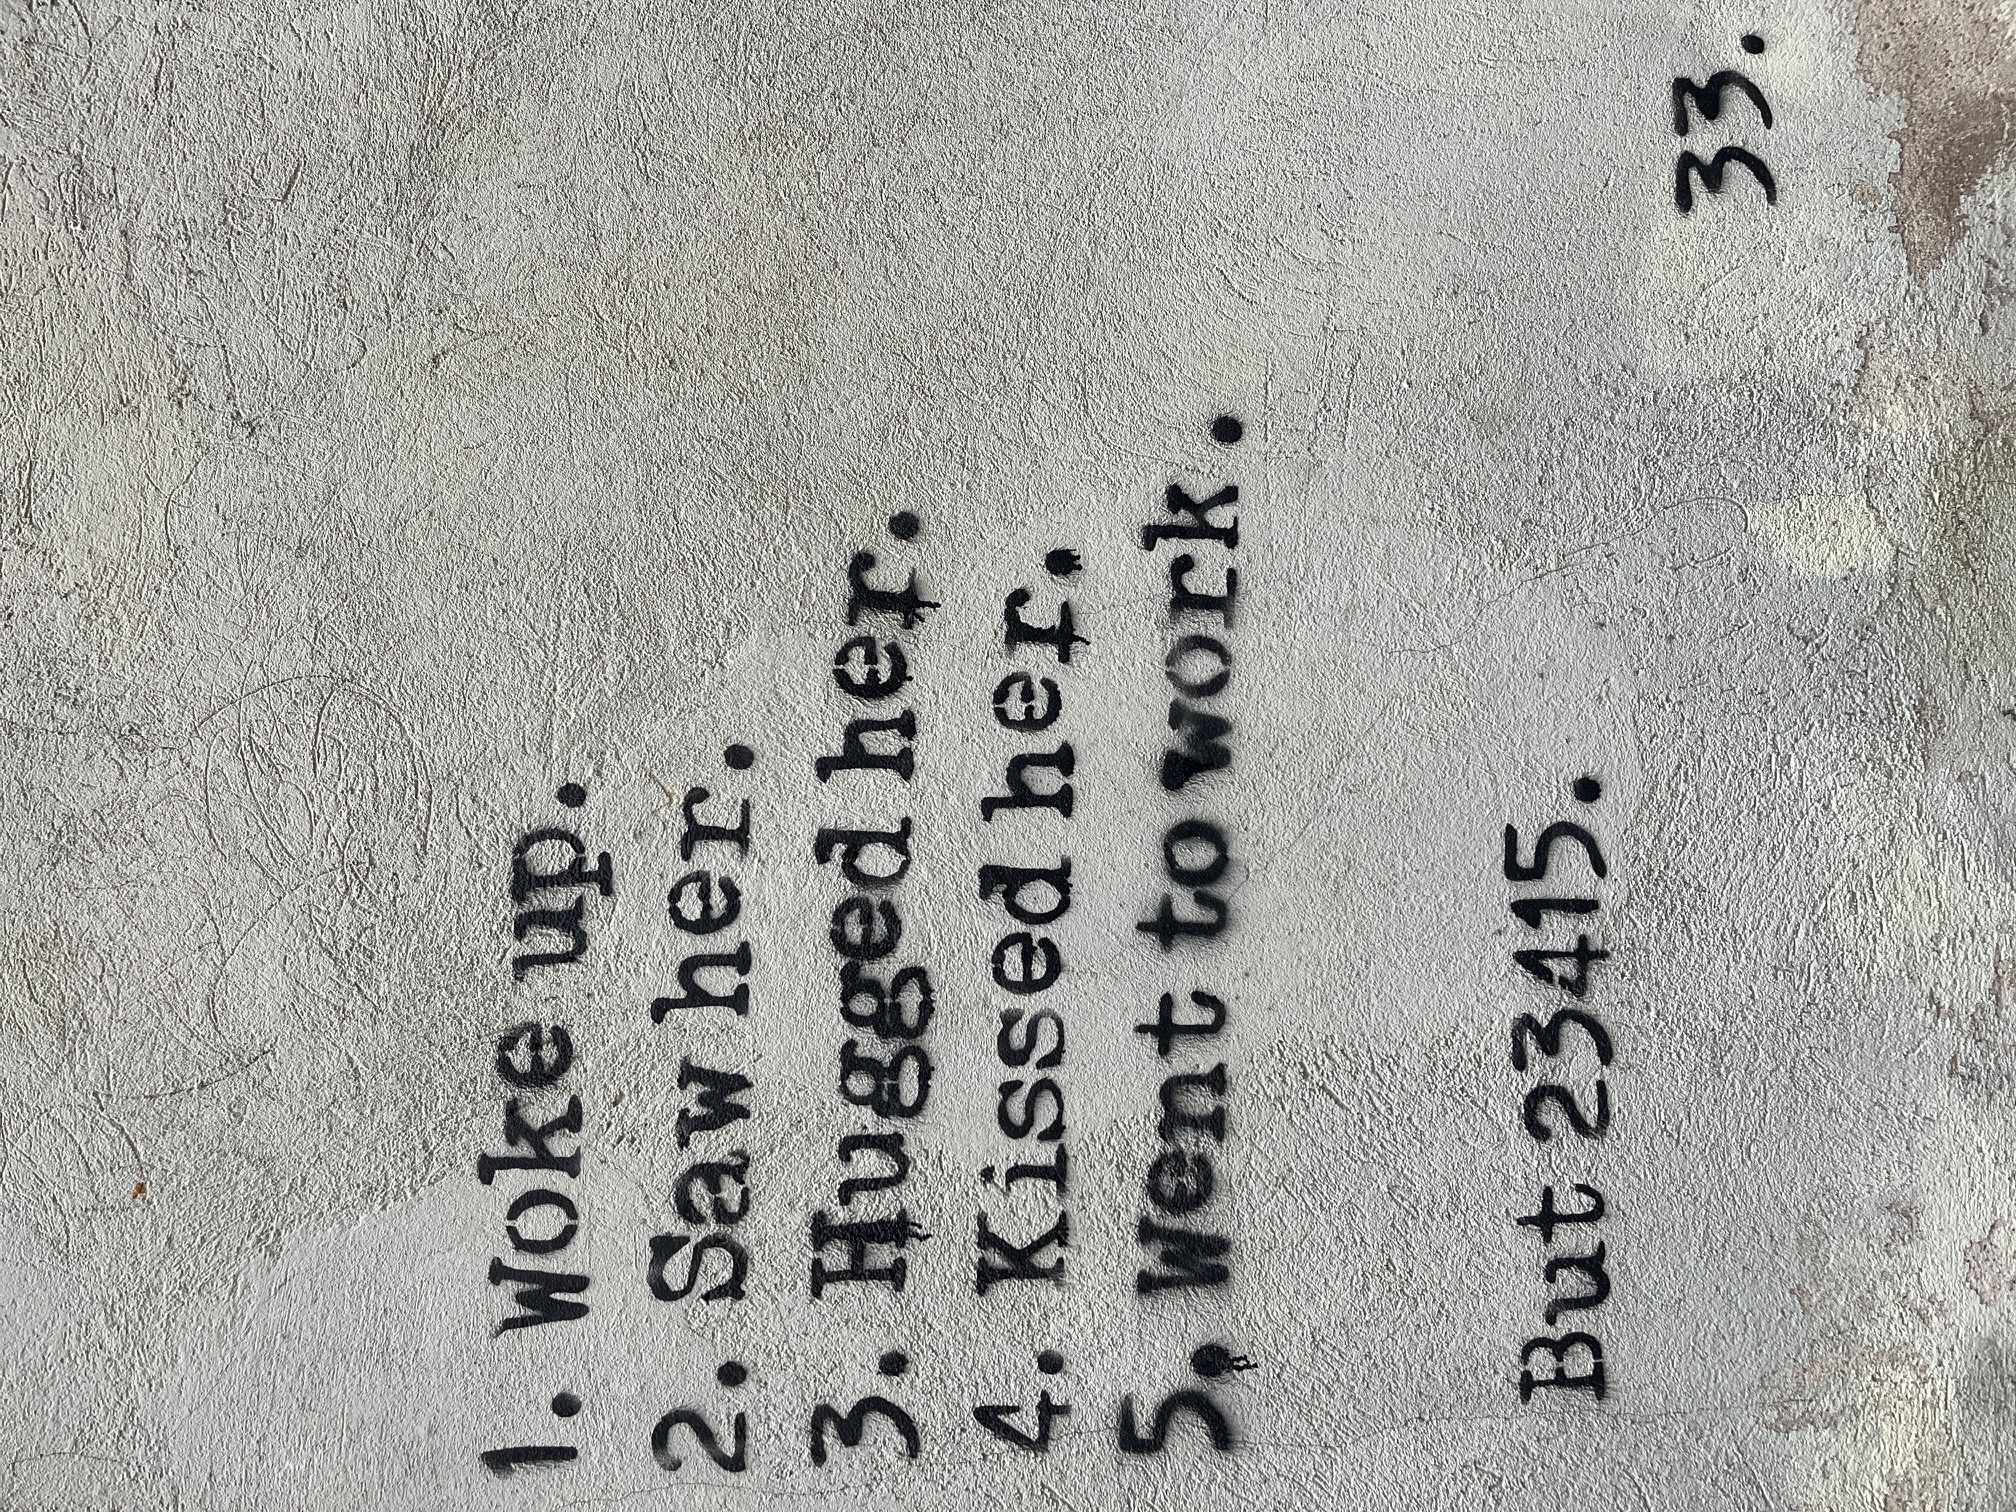 1. Woke up.
2. Saw her.
3. Hugged her.
4. Kissed her.
5. Went to work.
But 23415.
33.